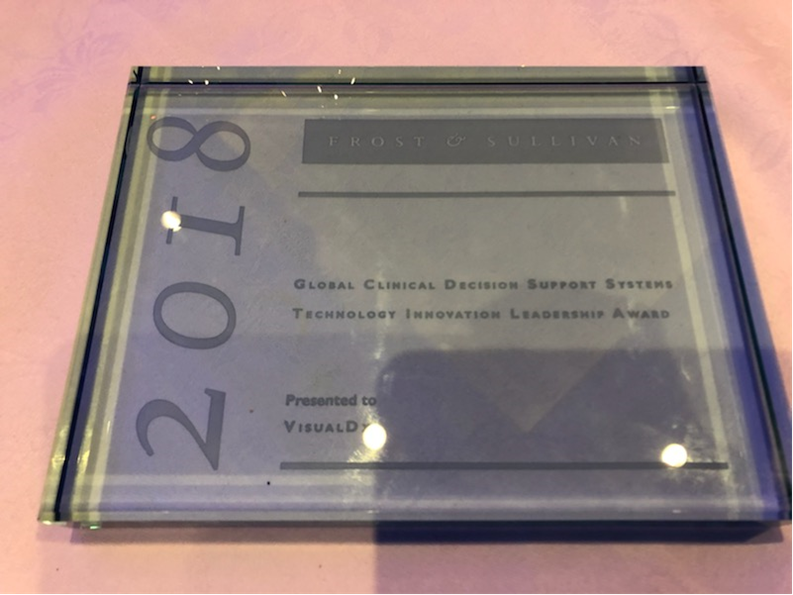 2018
FROST & SULLIVAN
GLOBAL CLINICAL DECISION SUPPORT SYSTEMS
TECHNOLOGY INNOVATION LEADERSHIP AWARD
Presented to